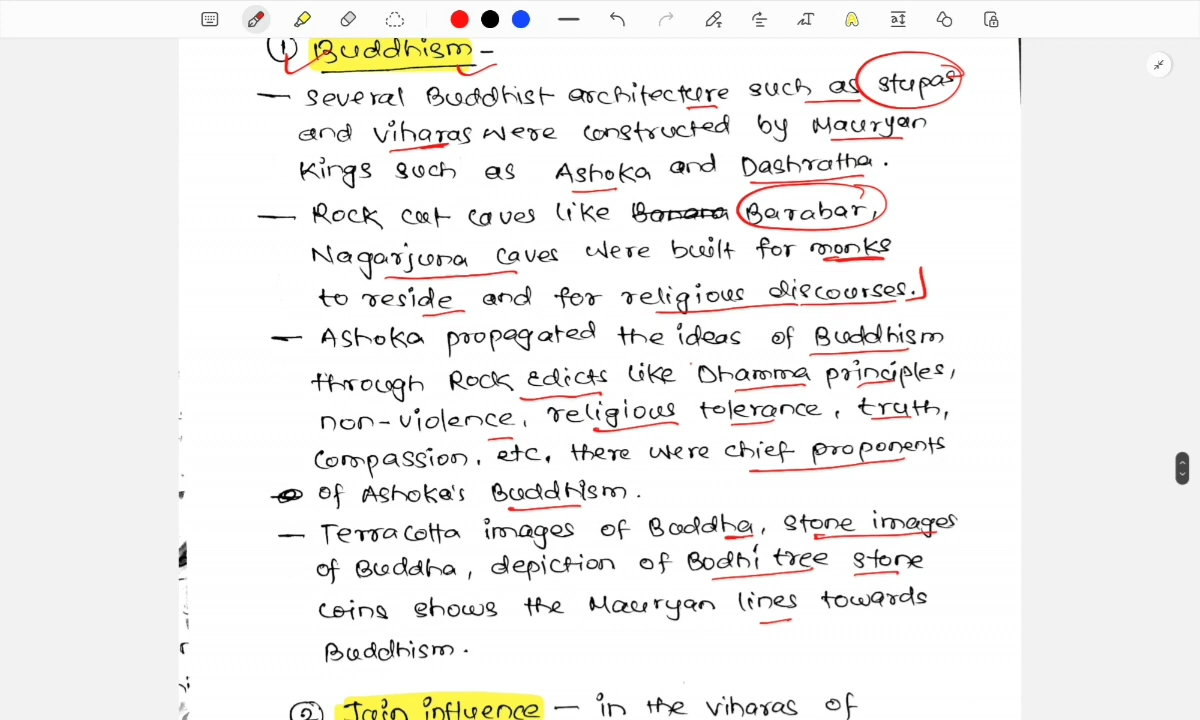 ① Buddhism -
— several Buddhist architecture such as stupas
and viharas were constructed by Mauryan
Kings such as Ashoka and Dashratha.
— Rock cut caves like Barabar,
Nagarjuna caves were built for monks
to reside and for religious discourses.
— Ashoka propagated the ideas of Buddhism
through Rock Edicts like Dhamma principles,
non-violence, religious tolerance, truth,
compassion, etc. there were chief proponents
of Ashoka's Buddhism.
— Terracotta images of Buddha, stone images
of Buddha, depiction of Bodhi tree stone
coins shows the Mauryan lines towards
Buddhism.
② Jain influence — in the viharas of